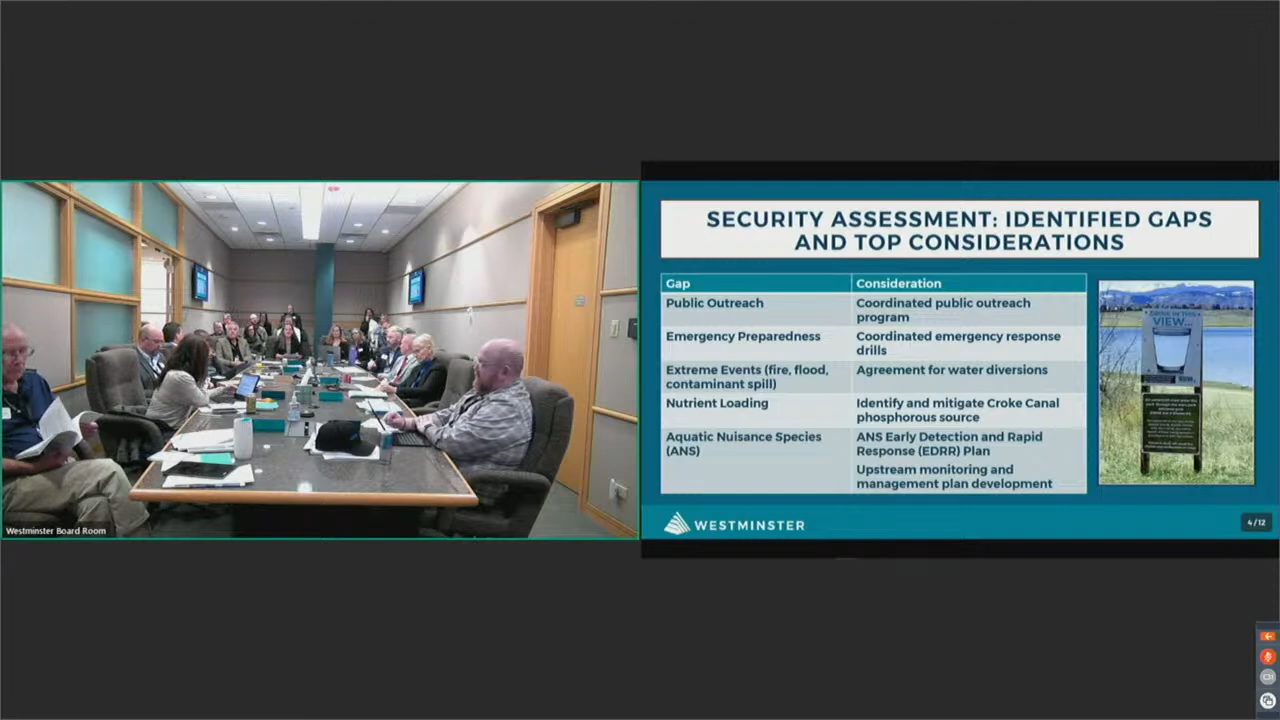 SECURITY ASSESSMENT: IDENTIFIED GAPS
AND TOP CONSIDERATIONS
Gap
Consideration
Public Outreach
Coordinated public outreach
program
Emergency Preparedness
Coordinated emergency response
drills
Extreme Events (fire, flood,
contaminant spill)
Agreement for water diversions
Nutrient Loading
Identify and mitigate Croke Canal
phosphorous source
Aquatic Nuisance Species
(ANS)
ANS Early Detection and Rapid
Response (EDRR) Plan
Upstream monitoring and
management plan development
DRINK IN THIS
VIEW...
WESTMINSTER
4/12
Westminster Board Room